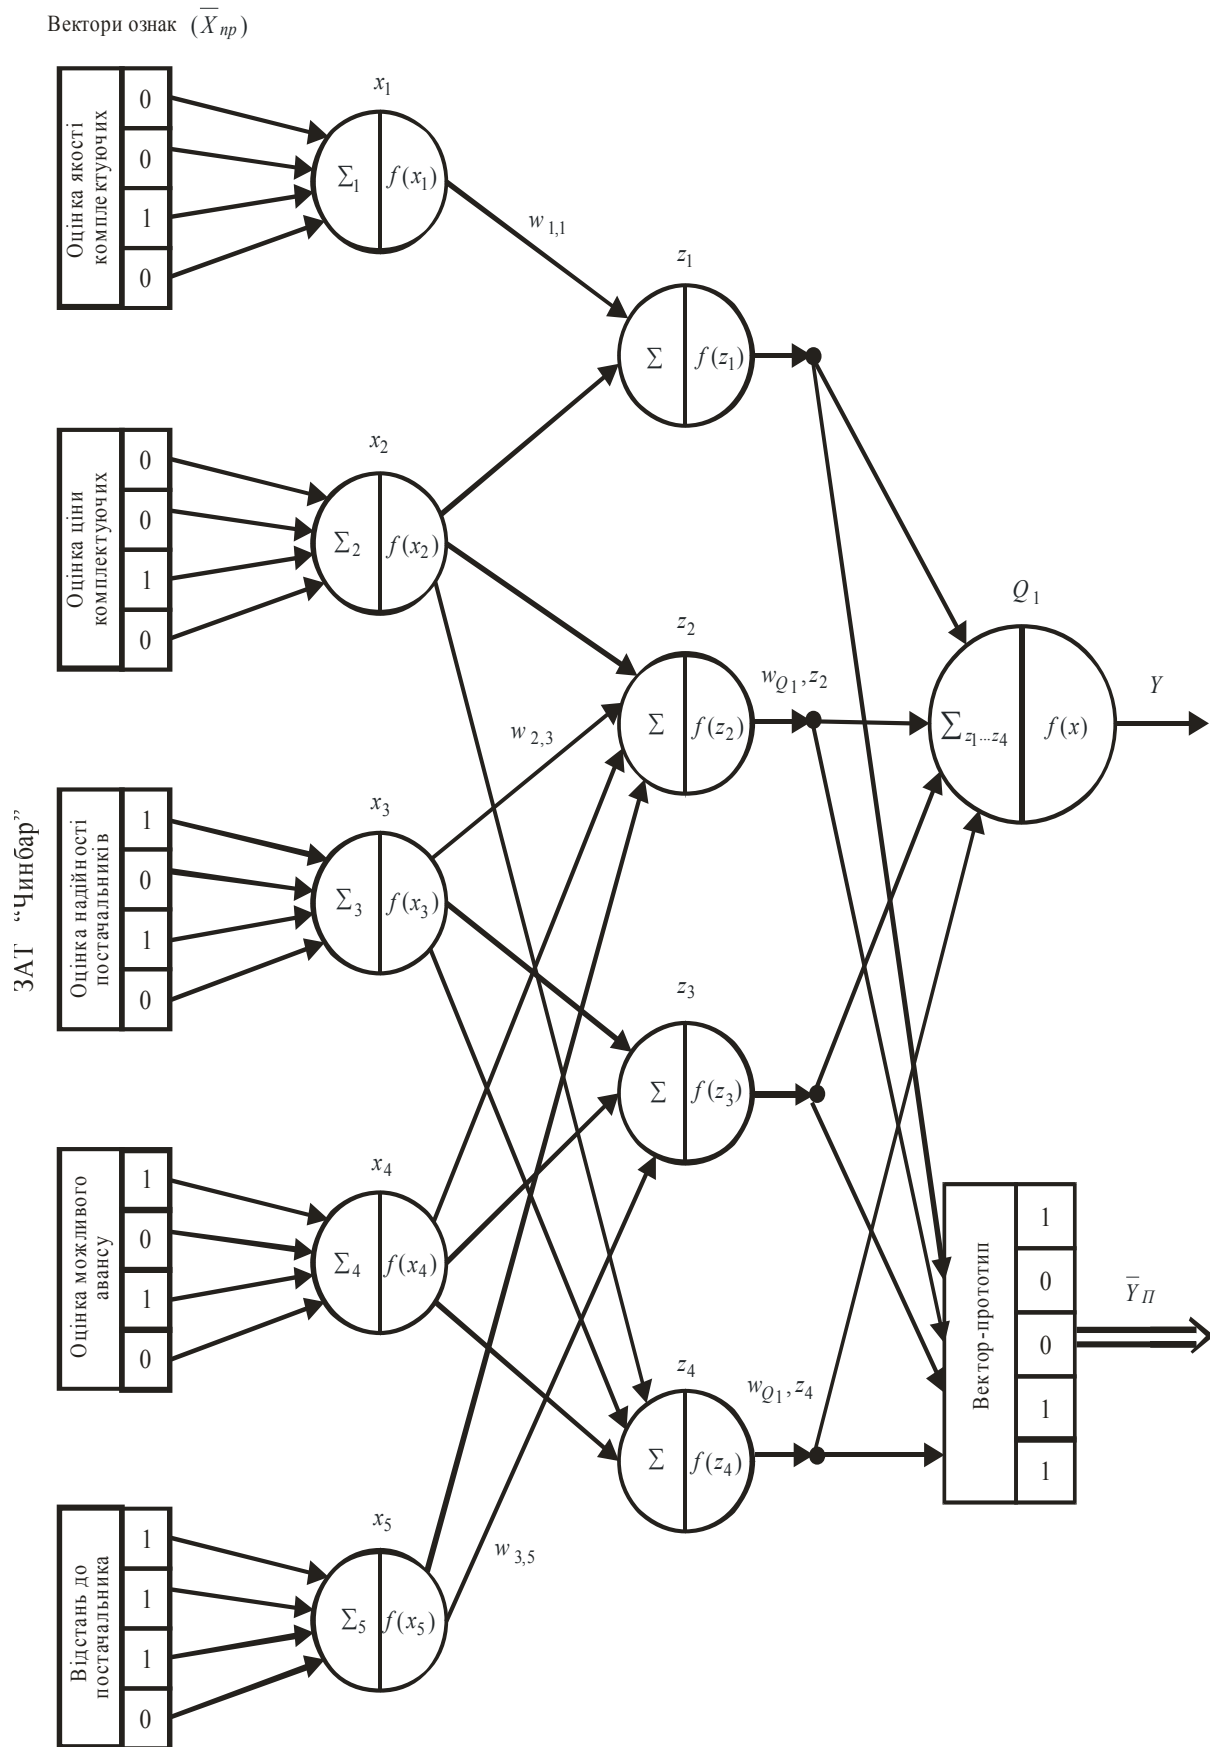 Вектори ознак (X̅ пр)
ЗАТ “Чинбар”
Оцінка якості
комплектуючих
0
0
1
0
x₁
Σ₁ f(x₁)
w₁,₁
Оцінка ціни
комплектуючих
0
0
1
0
x₂
Σ₂ f(x₂)
Оцінка надійності
постачальників
1
0
1
0
x₃
Σ₃ f(x₃)
w₂,₃
Оцінка можливого
авансу
1
0
1
0
x₄
Σ₄ f(x₄)
Відстань до
постачальника
1
1
1
0
x₅
Σ₅ f(x₅)
w₃,₅
z₁
Σ f(z₁)
z₂
Σ f(z₂)
w_Q₁, z₂
z₃
Σ f(z₃)
z₄
Σ f(z₄)
w_Q₁, z₄
Q₁
Σ z₁...z₄ f(x)
Y
Вектор-прототип
1
0
0
1
1
Y̅ П